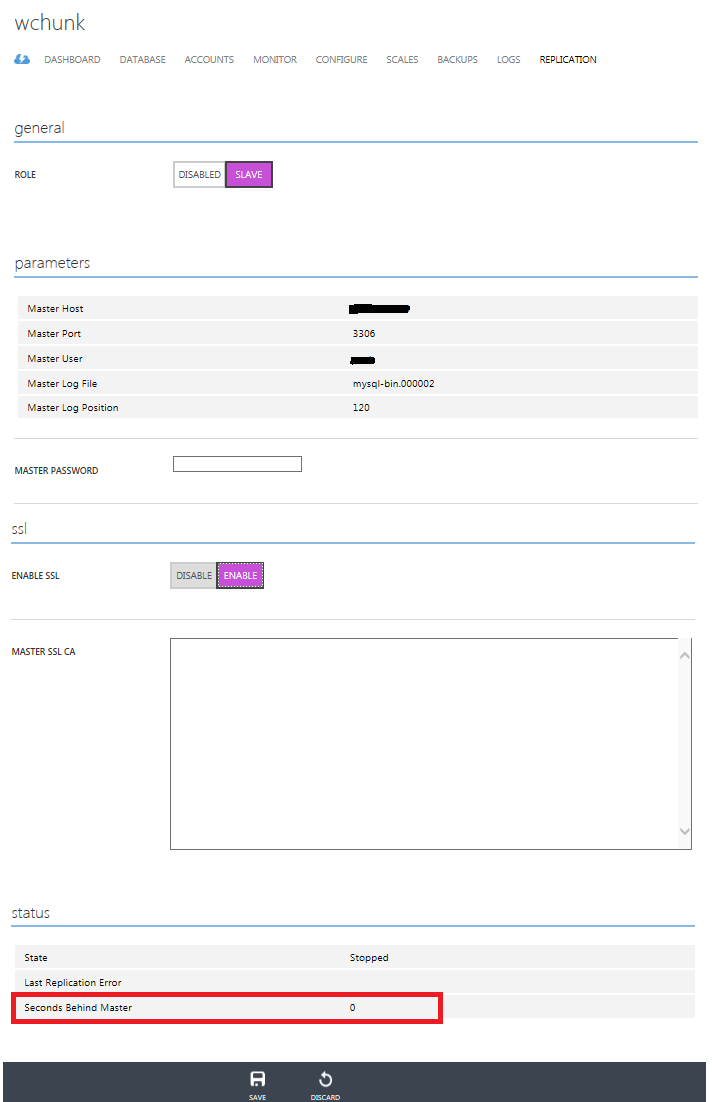 wchunk
DASHBOARD DATABASE ACCOUNTS MONITOR CONFIGURE SCALES BACKUPS LOGS REPLICATION
general
ROLE DISABLED SLAVE
parameters
Master Host
Master Port 3306
Master User
Master Log File mysql-bin.000002
Master Log Position 120
MASTER PASSWORD
ssl
ENABLE SSL DISABLE ENABLE
MASTER SSL CA
status
State Stopped
Last Replication Error
Seconds Behind Master 0
SAVE DISCARD